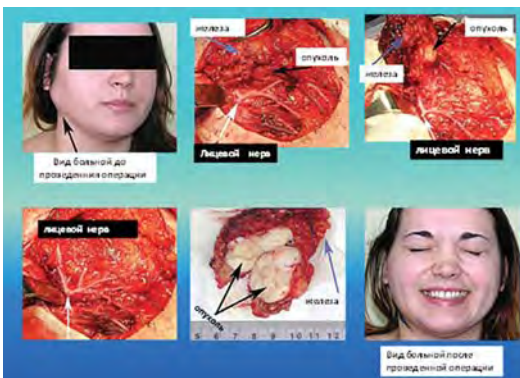 железа
опухоль
Лицевой нерв
опухоль
железа
лицевой нерв
Вид больной до
проведения операции
лицевой нерв
опухоль
железа
5 6 7 8 9 10 11 12
Вид больной после
проведенной операции